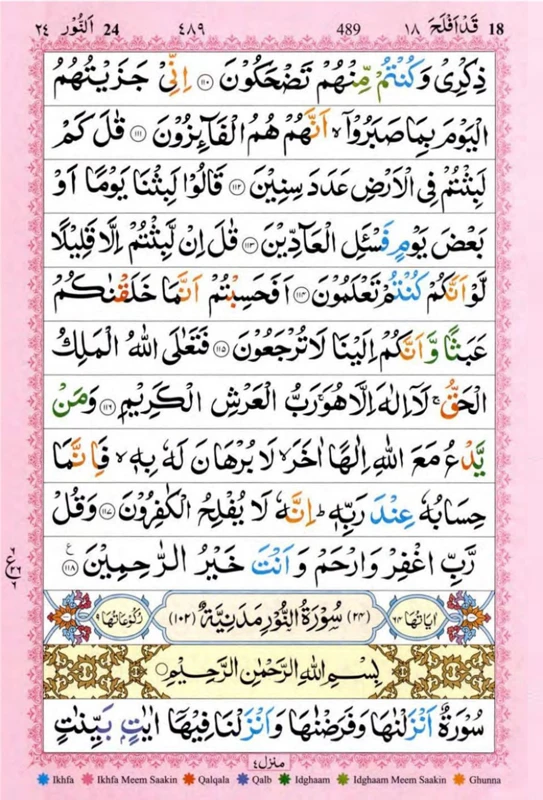 ٢٤ اَلنُّوْر 24 ٤٨٩ 489 قَدْ اَفْلَحَ ١٨ 18
ذِكْرِىْ وَكُنْتُمْ مِّنْهُمْ تَضْحَكُوْنَ ۝١١٠ اِنِّىْ جَزَيْتُهُمُ
الْيَوْمَ بِمَا صَبَرُوْۤا ۙ اَنَّهُمْ هُمُ الْفَآئِزُوْنَ ۝١١١ قٰلَ كَمْ
لَبِثْتُمْ فِى الْاَرْضِ عَدَدَ سِنِيْنَ ۝١١٢ قَالُوْا لَبِثْنَا يَوْمًا اَوْ
بَعْضَ يَوْمٍ فَسْـَٔلِ الْعَآدِّيْنَ ۝١١٣ قٰلَ اِنْ لَّبِثْتُمْ اِلَّا قَلِيْلًا
لَّوْ اَنَّكُمْ كُنْتُمْ تَعْلَمُوْنَ ۝١١٤ اَفَحَسِبْتُمْ اَنَّمَا خَلَقْنٰكُمْ
عَبَثًا وَّاَنَّكُمْ اِلَيْنَا لَا تُرْجَعُوْنَ ۝١١٥ فَتَعٰلَى اللّٰهُ الْمَلِكُ
الْحَقُّ ۚ لَاۤ اِلٰهَ اِلَّا هُوَ ۚ رَبُّ الْعَرْشِ الْكَرِيْمِ ۝١١٦ وَمَنْ
يَّدْعُ مَعَ اللّٰهِ اِلٰهًا اٰخَرَ ۙ لَا بُرْهَانَ لَهٗ بِهٖ ۙ فَاِنَّمَا
حِسَابُهٗ عِنْدَ رَبِّهٖ ؕ اِنَّهٗ لَا يُفْلِحُ الْكٰفِرُوْنَ ۝١١٧ وَقُلْ
رَّبِّ اغْفِرْ وَارْحَمْ وَاَنْتَ خَيْرُ الرّٰحِمِيْنَ ۝١١٨ ع
اٰيَاتُهَا ٦٤ (٢٤) سُوْرَةُ النُّوْرِ مَدَنِيَّةٌ (١٠٢) رُكُوْعَاتُهَا ٩
بِسْمِ اللّٰهِ الرَّحْمٰنِ الرَّحِيْمِ
سُوْرَةٌ اَنْزَلْنٰهَا وَفَرَضْنٰهَا وَاَنْزَلْنَا فِيْهَاۤ اٰيٰتٍۭ بَيِّنٰتٍ
منزل ٤
Ikhfa Ikhfa Meem Saakin Qalqala Qalb Idghaam Idghaam Meem Saakin Ghunna